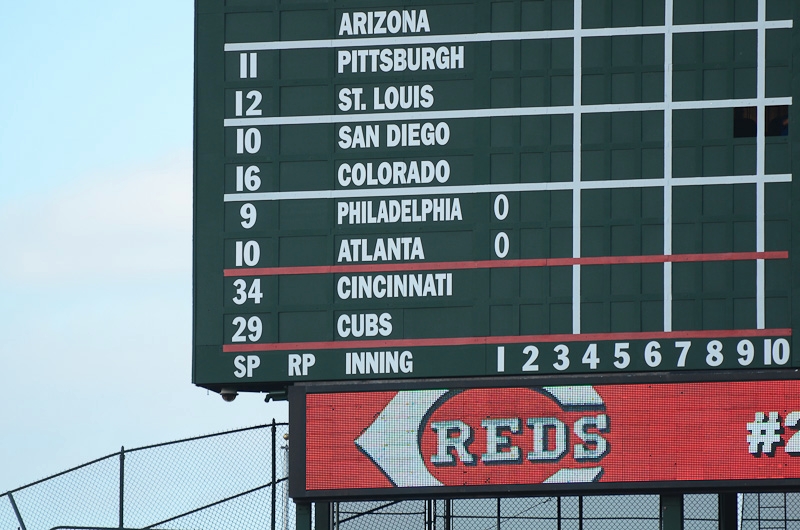 ARIZONA
11 PITTSBURGH
12 ST. LOUIS
10 SAN DIEGO
16 COLORADO
9 PHILADELPHIA 0
10 ATLANTA 0
34 CINCINNATI
29 CUBS
SP RP INNING 1 2 3 4 5 6 7 8 9 10
REDS #2